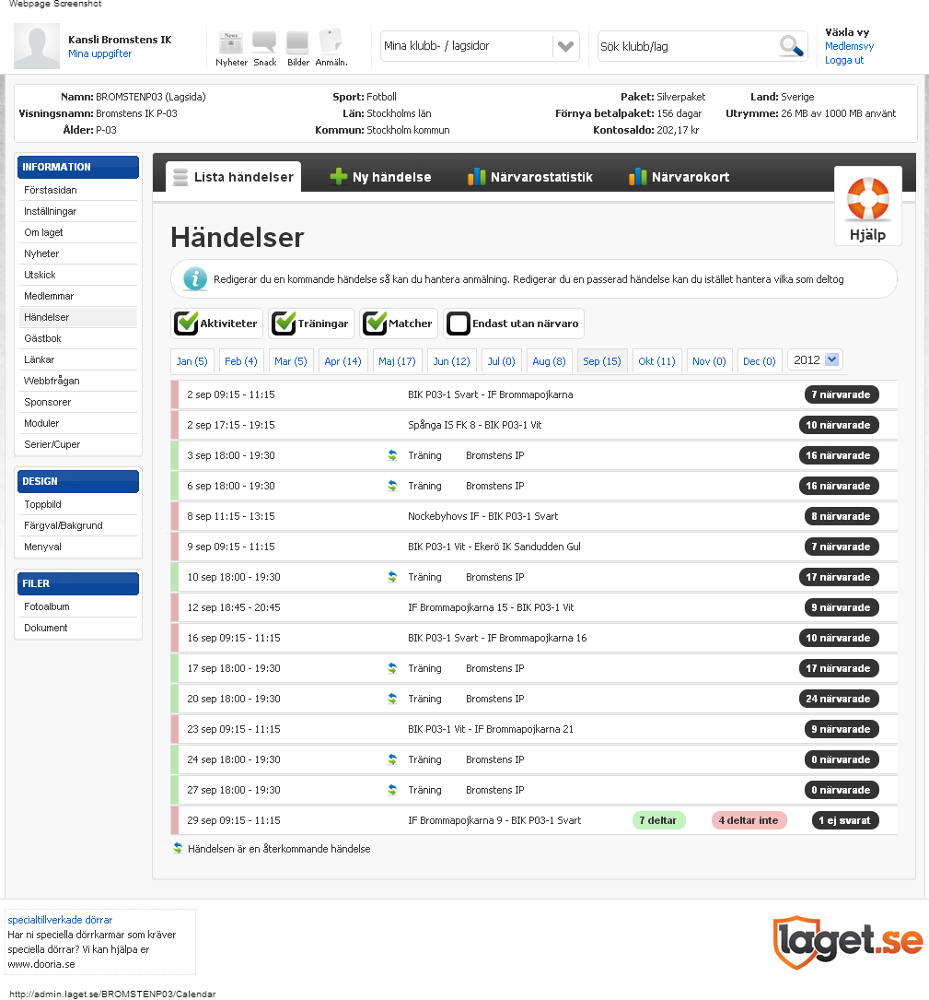 Webpage Screenshot
Kansli Bromstens IK
Mina uppgifter
Nyheter Snack Bilder Anmäln.
Mina klubb- / lagsidor
Sök klubb/lag
Växla vy
Medlemsvy
Logga ut
Namn: BROMSTENP03 (Lagsida) Sport: Fotboll Paket: Silverpaket Land: Sverige
Visningsnamn: Bromstens IK P-03 Län: Stockholms län Förnya betalpaket: 156 dagar Utrymme: 26 MB av 1000 MB använt
Ålder: P-03 Kommun: Stockholm kommun Kontosaldo: 202,17 kr
INFORMATION
Förstasidan
Inställningar
Om laget
Nyheter
Utskick
Medlemmar
Händelser
Gästbok
Länkar
Webbfrågan
Sponsorer
Moduler
Serier/Cuper
DESIGN
Toppbild
Färgval/Bakgrund
Menyval
FILER
Fotoalbum
Dokument
Lista händelser Ny händelse Närvarostatistik Närvarokort
Hjälp
Händelser
Redigerar du en kommande händelse så kan du hantera anmälning. Redigerar du en passerad händelse kan du istället hantera vilka som deltog
Aktiviteter Träningar Matcher Endast utan närvaro
Jan (5) Feb (4) Mar (5) Apr (14) Maj (17) Jun (12) Jul (0) Aug (8) Sep (15) Okt (11) Nov (0) Dec (0) 2012
2 sep 09:15 - 11:15 BIK P03-1 Svart - IF Brommapojkarna 7 närvarade
2 sep 17:15 - 19:15 Spånga IS FK 8 - BIK P03-1 Vit 10 närvarade
3 sep 18:00 - 19:30 Träning Bromstens IP 16 närvarade
6 sep 18:00 - 19:30 Träning Bromstens IP 16 närvarade
8 sep 11:15 - 13:15 Nockebyhovs IF - BIK P03-1 Svart 8 närvarade
9 sep 09:15 - 11:15 BIK P03-1 Vit - Ekerö IK Sandudden Gul 7 närvarade
10 sep 18:00 - 19:30 Träning Bromstens IP 17 närvarade
12 sep 18:45 - 20:45 IF Brommapojkarna 15 - BIK P03-1 Vit 9 närvarade
16 sep 09:15 - 11:15 BIK P03-1 Svart - IF Brommapojkarna 16 10 närvarade
17 sep 18:00 - 19:30 Träning Bromstens IP 17 närvarade
20 sep 18:00 - 19:30 Träning Bromstens IP 24 närvarade
23 sep 09:15 - 11:15 BIK P03-1 Vit - IF Brommapojkarna 21 9 närvarade
24 sep 18:00 - 19:30 Träning Bromstens IP 0 närvarade
27 sep 18:00 - 19:30 Träning Bromstens IP 0 närvarade
29 sep 09:15 - 11:15 IF Brommapojkarna 9 - BIK P03-1 Svart 7 deltar 4 deltar inte 1 ej svarat
Händelsen är en återkommande händelse
specialtillverkade dörrar
Har ni speciella dörrkarmar som kräver
speciella dörrar? Vi kan hjälpa er
www.dooria.se
laget.se
http://admin.laget.se/BROMSTENP03/Calendar